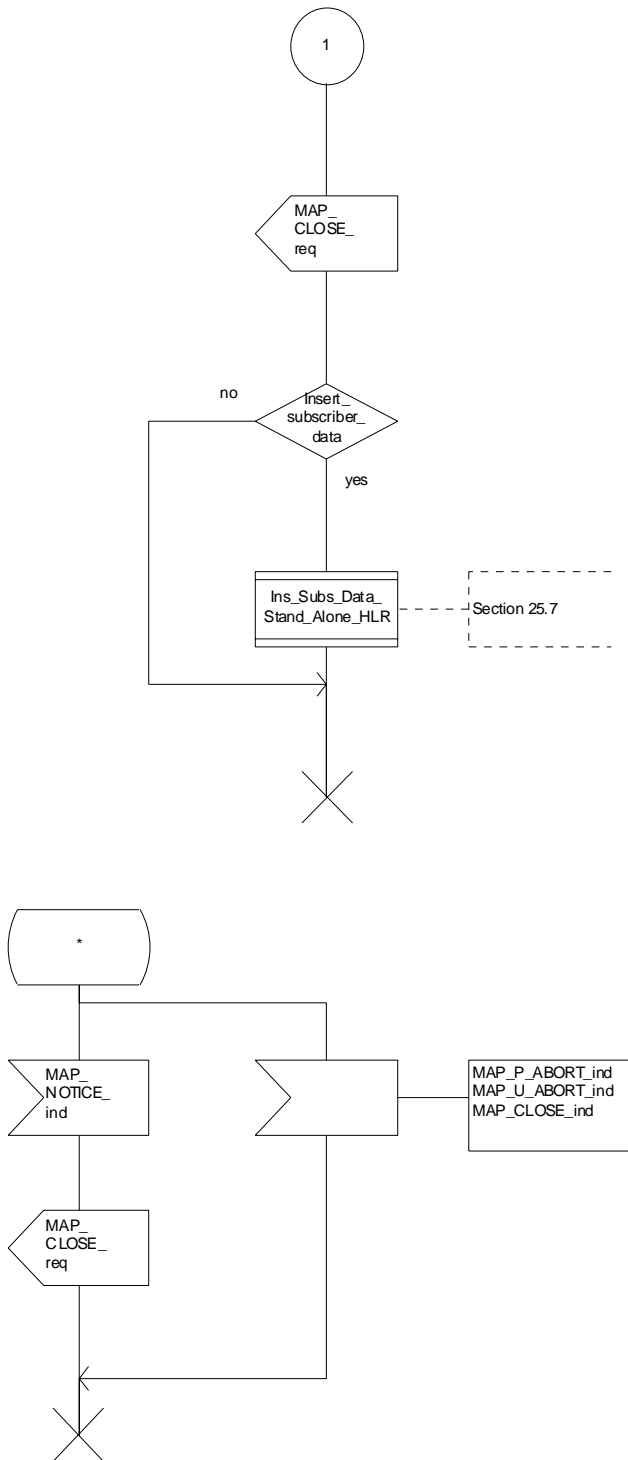 1
MAP_
CLOSE_
req
no
Insert_
subscriber_
data
yes
Ins_Subs_Data_
Stand_Alone_HLR
Section 25.7
*
MAP_
NOTICE_
ind
MAP_P_ABORT_ind
MAP_U_ABORT_ind
MAP_CLOSE_ind
MAP_
CLOSE_
req